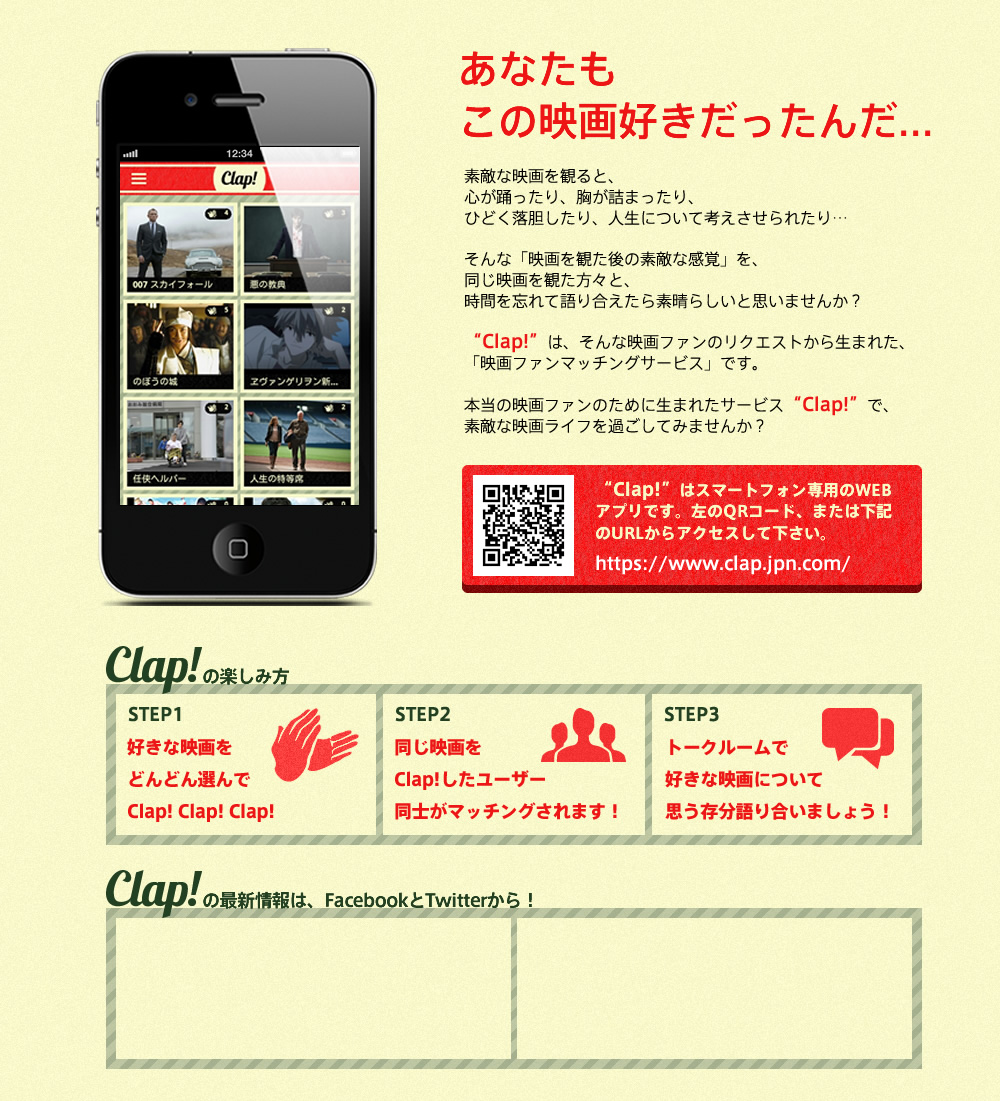 あなたも
この映画好きだったんだ...
素敵な映画を観ると、
心が踊ったり、胸が詰まったり、
ひどく落胆したり、人生について考えさせられたり…
そんな「映画を観た後の素敵な感覚」を、
同じ映画を観た方々と、
時間を忘れて語り合えたら素晴らしいと思いませんか？
“Clap!” は、そんな映画ファンのリクエストから生まれた、
「映画ファンマッチングサービス」です。
本当の映画ファンのために生まれたサービス “Clap!” で、
素敵な映画ライフを過ごしてみませんか？
“Clap!” はスマートフォン専用のWEB
アプリです。左のQRコード、または下記
のURLからアクセスして下さい。
https://www.clap.jpn.com/
12:34
Clap!
4
3
007 スカイフォール
悪の教典
5
2
のぼうの城
ヱヴァンゲリヲン新...
2
2
任侠ヘルパー
人生の特等席
Clap!の楽しみ方
STEP1
好きな映画を
どんどん選んで
Clap! Clap! Clap!
STEP2
同じ映画を
Clap!したユーザー
同士がマッチングされます！
STEP3
トークルームで
好きな映画について
思う存分語り合いましょう！
Clap!の最新情報は、FacebookとTwitterから！